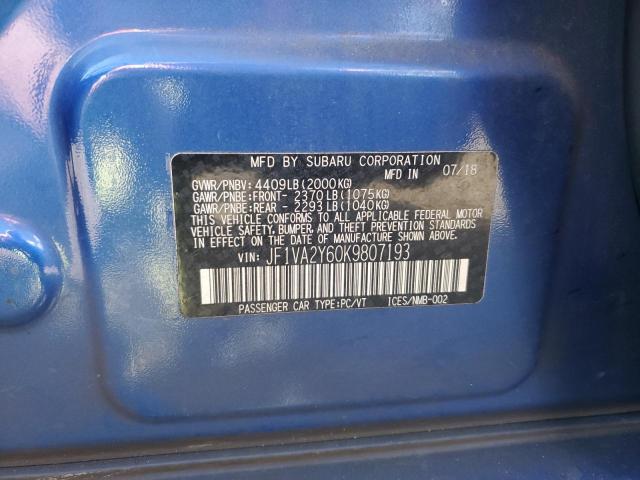 MFD BY SUBARU CORPORATION
MFD IN 07/18
GVWR/PNBV: 4409LB (2000KG)
GAWR/PNBE:FRONT- 2370LB(1075KG)
GAWR/PNBE:REAR - 2293LB(1040KG)
THIS VEHICLE CONFORMS TO ALL APPLICABLE FEDERAL MOTOR
VEHICLE SAFETY, BUMPER, AND THEFT PREVENTION STANDARDS
IN EFFECT ON THE DATE OF MANUFACTURE SHOWN ABOVE.
VIN: JF1VA2Y60K9807193
PASSENGER CAR TYPE:PC/VT ICES/NMB-002